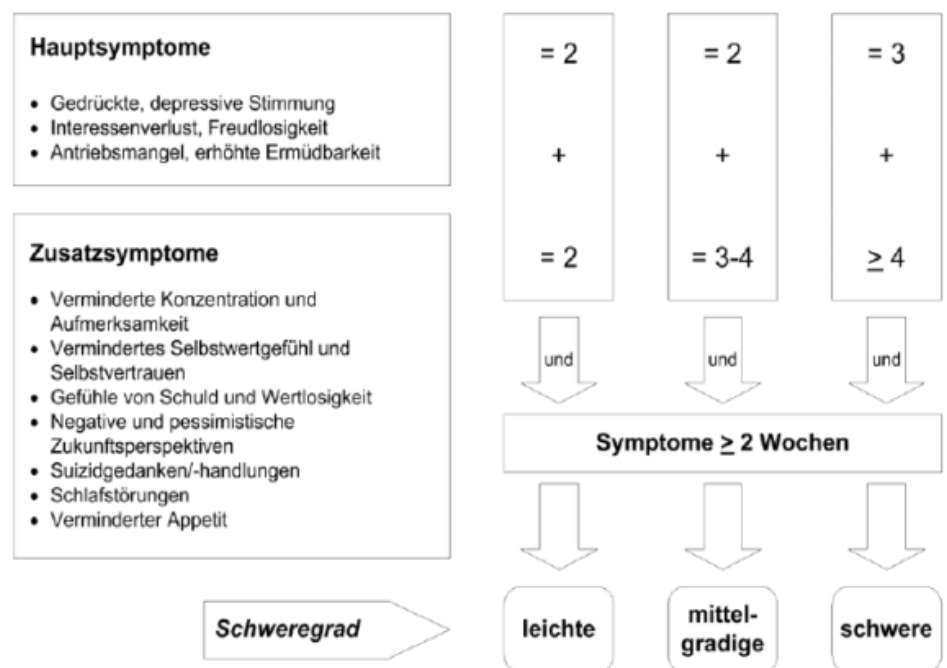 Hauptsymptome
• Gedrückte, depressive Stimmung
• Interessenverlust, Freudlosigkeit
• Antriebsmangel, erhöhte Ermüdbarkeit
Zusatzsymptome
• Verminderte Konzentration und
Aufmerksamkeit
• Vermindertes Selbstwertgefühl und
Selbstvertrauen
• Gefühle von Schuld und Wertlosigkeit
• Negative und pessimistische
Zukunftsperspektiven
• Suizidgedanken/-handlungen
• Schlafstörungen
• Verminderter Appetit
= 2 = 2 = 3
+ + +
= 2 = 3-4 ≥ 4
und und und
Symptome ≥ 2 Wochen
Schweregrad
leichte
mittel-
gradige
schwere